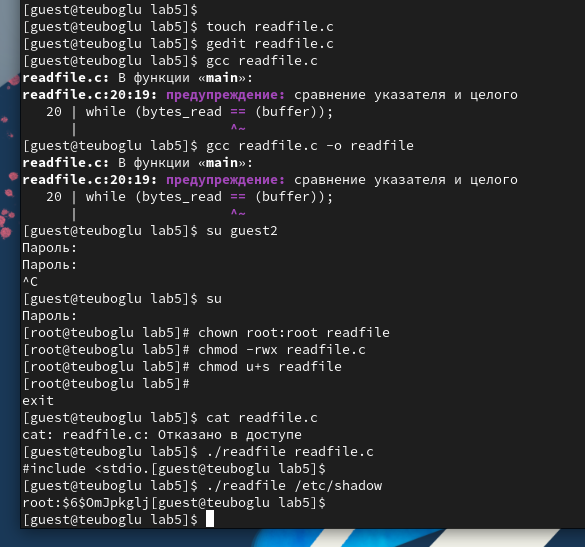 [guest@teuboglu lab5]$
[guest@teuboglu lab5]$ touch readfile.c
[guest@teuboglu lab5]$ gedit readfile.c
[guest@teuboglu lab5]$ gcc readfile.c
readfile.c: В функции «main»:
readfile.c:20:19: предупреждение: сравнение указателя и целого
   20 | while (bytes_read == (buffer));
      |                   ^~
[guest@teuboglu lab5]$ gcc readfile.c -o readfile
readfile.c: В функции «main»:
readfile.c:20:19: предупреждение: сравнение указателя и целого
   20 | while (bytes_read == (buffer));
      |                   ^~
[guest@teuboglu lab5]$ su guest2
Пароль:
Пароль:
^C
[guest@teuboglu lab5]$ su
Пароль:
[root@teuboglu lab5]# chown root:root readfile
[root@teuboglu lab5]# chmod -rwx readfile.c
[root@teuboglu lab5]# chmod u+s readfile
[root@teuboglu lab5]#
exit
[guest@teuboglu lab5]$ cat readfile.c
cat: readfile.c: Отказано в доступе
[guest@teuboglu lab5]$ ./readfile readfile.c
#include <stdio.[guest@teuboglu lab5]$
[guest@teuboglu lab5]$ ./readfile /etc/shadow
root:$6$OmJpkglj[guest@teuboglu lab5]$
[guest@teuboglu lab5]$